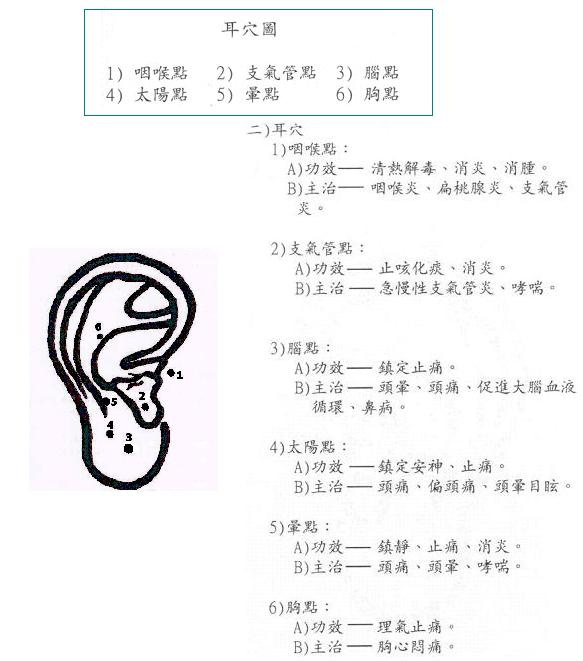 耳穴圖
1) 咽喉點 2) 支氣管點 3) 腦點
4) 太陽點 5) 暈點 6) 胸點
二)耳穴
1)咽喉點：
A)功效── 清熱解毒、消炎、消腫。
B)主治── 咽喉炎、扁桃腺炎、支氣管
炎。
2)支氣管點：
A)功效── 止咳化痰、消炎。
B)主治── 急慢性支氣管炎、哮喘。
3)腦點：
A)功效── 鎮定止痛。
B)主治── 頭暈、頭痛、促進大腦血液
循環、鼻病。
4)太陽點：
A)功效── 鎮定安神、止痛。
B)主治── 頭痛、偏頭痛、頭暈目眩。
5)暈點：
A)功效── 鎮靜、止痛、消炎。
B)主治── 頭痛、頭暈、哮喘。
6)胸點：
A)功效── 理氣止痛。
B)主治── 胸心悶痛。
6
1
5
2
4
3